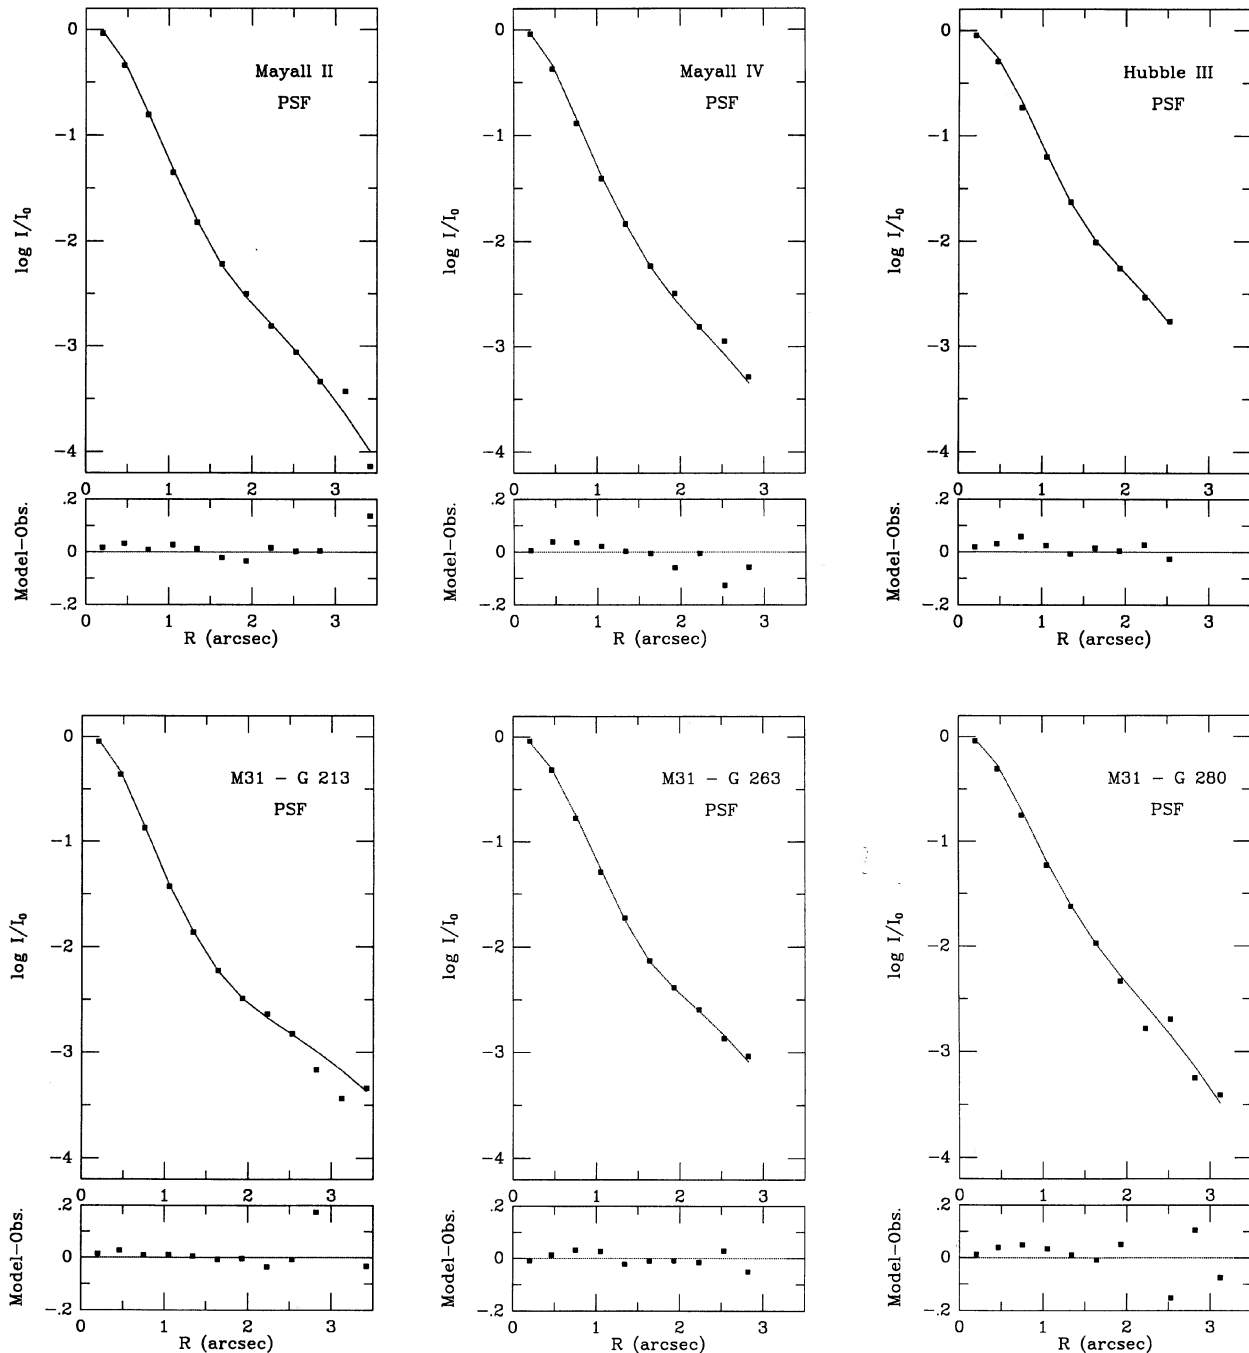 0
-1
-2
-3
-4
log I/I₀
Mayall II
PSF
0 1 2 3
.2
0
-.2
Model-Obs.
0 1 2 3
R (arcsec)
0
-1
-2
-3
-4
log I/I₀
Mayall IV
PSF
0 1 2 3
.2
0
-.2
Model-Obs.
0 1 2 3
R (arcsec)
0
-1
-2
-3
-4
log I/I₀
Hubble III
PSF
0 1 2 3
.2
0
-.2
Model-Obs.
0 1 2 3
R (arcsec)
0
-1
-2
-3
-4
log I/I₀
M31 - G 213
PSF
0 1 2 3
.2
0
-.2
Model-Obs.
0 1 2 3
R (arcsec)
0
-1
-2
-3
-4
log I/I₀
M31 - G 263
PSF
0 1 2 3
.2
0
-.2
Model-Obs.
0 1 2 3
R (arcsec)
0
-1
-2
-3
-4
log I/I₀
M31 - G 280
PSF
0 1 2 3
.2
0
-.2
Model-Obs.
0 1 2 3
R (arcsec)